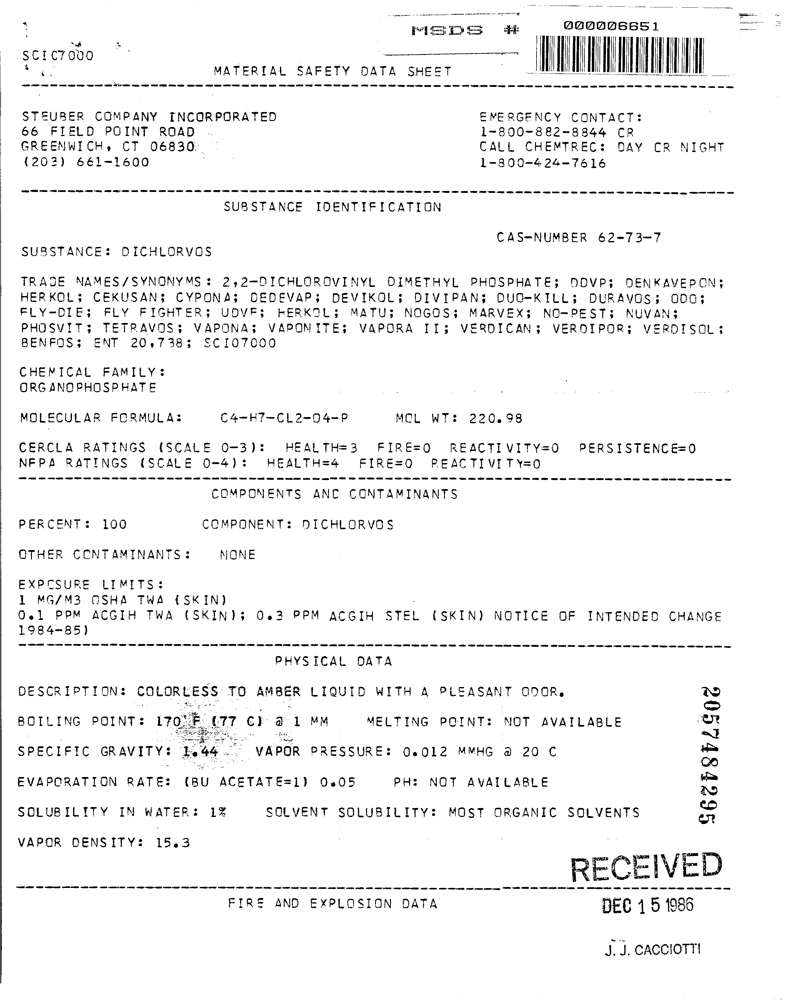 MSDS # 000006651
SCIC7000
MATERIAL SAFETY DATA SHEET
STEUBER COMPANY INCORPORATED
66 FIELD POINT ROAD
GREENWICH, CT 06830
(203) 661-1600
EMERGENCY CONTACT:
1-800-882-8844 CR
CALL CHEMTREC: DAY CR NIGHT
1-800-424-7616
SUBSTANCE IDENTIFICATION
CAS-NUMBER 62-73-7
SUBSTANCE: DICHLORVOS
TRADE NAMES/SYNONYMS: 2,2-DICHLOROVINYL DIMETHYL PHOSPHATE; DDVP; DENKAVEPON;
HERKOL; CEKUSAN; CYPONA; DEDEVAP; DEVIKOL; DIVIPAN; DUO-KILL; DURAVOS; ODO;
FLY-DIE; FLY FIGHTER; UDVF; HERKOL; MATU; NOGOS; MARVEX; NO-PEST; NUVAN;
PHOSVIT; TETRAVOS; VAPONA; VAPONITE; VAPORA II; VERDICAN; VERDIPOR; VERDISOL;
BENFOS; ENT 20,738; SCI07000
CHEMICAL FAMILY:
ORGANOPHOSPHATE
MOLECULAR FORMULA: C4-H7-CL2-O4-P MOL WT: 220.98
CERCLA RATINGS (SCALE 0-3): HEALTH=3 FIRE=0 REACTIVITY=0 PERSISTENCE=0
NFPA RATINGS (SCALE 0-4): HEALTH=4 FIRE=0 REACTIVITY=0
COMPONENTS ANC CONTAMINANTS
PERCENT: 100 COMPONENT: DICHLORVOS
OTHER CONTAMINANTS: NONE
EXPOSURE LIMITS:
1 MG/M3 OSHA TWA (SKIN)
0.1 PPM ACGIH TWA (SKIN); 0.3 PPM ACGIH STEL (SKIN) NOTICE OF INTENDED CHANGE
1984-85)
PHYSICAL DATA
DESCRIPTION: COLORLESS TO AMBER LIQUID WITH A PLEASANT ODOR.
BOILING POINT: 170 F (77 C) @ 1 MM MELTING POINT: NOT AVAILABLE
SPECIFIC GRAVITY: 1.44 VAPOR PRESSURE: 0.012 MMHG @ 20 C
EVAPORATION RATE: (BU ACETATE=1) 0.05 PH: NOT AVAILABLE
SOLUBILITY IN WATER: 1% SOLVENT SOLUBILITY: MOST ORGANIC SOLVENTS
VAPOR DENSITY: 15.3
2057484295
RECEIVED
FIRE AND EXPLOSION DATA
DEC 15 1986
J. J. CACCIOTTI